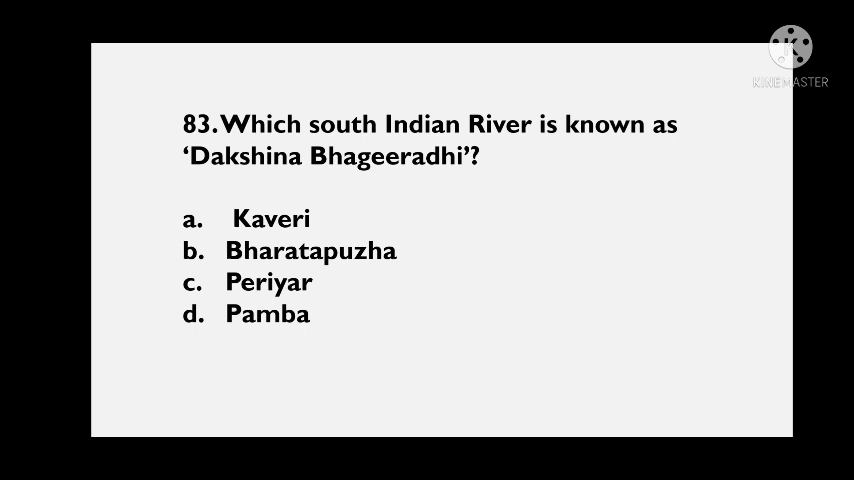 K
KINEMASTER
83. Which south Indian River is known as
‘Dakshina Bhageeradhi’?
a. Kaveri
b. Bharatapuzha
c. Periyar
d. Pamba